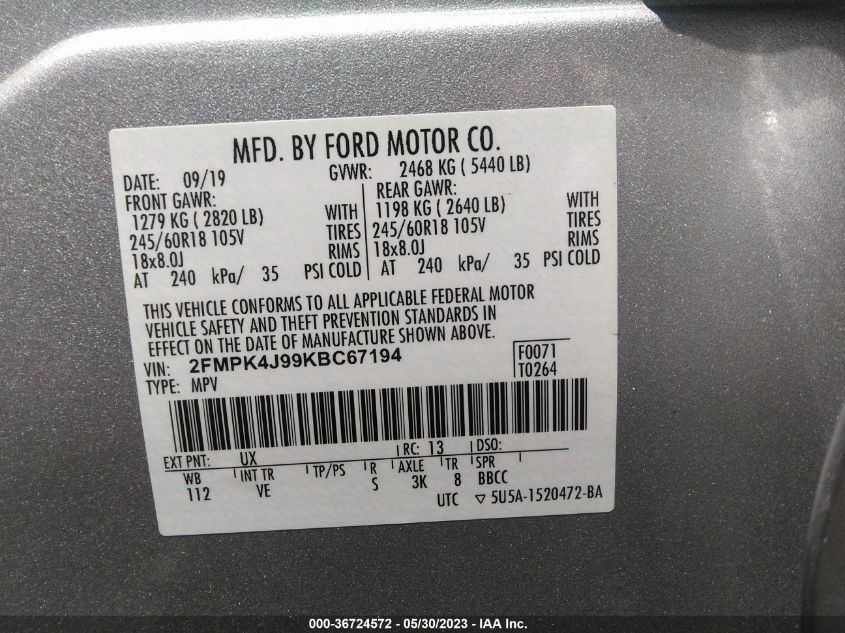 MFD. BY FORD MOTOR CO.
DATE: 09/19 GVWR: 2468 KG ( 5440 LB)
FRONT GAWR: REAR GAWR:
1279 KG ( 2820 LB) WITH 1198 KG ( 2640 LB) WITH
245/60R18 105V TIRES 245/60R18 105V TIRES
18x8.0J RIMS 18x8.0J RIMS
AT 240 kPa/ 35 PSI COLD AT 240 kPa/ 35 PSI COLD
THIS VEHICLE CONFORMS TO ALL APPLICABLE FEDERAL MOTOR
VEHICLE SAFETY AND THEFT PREVENTION STANDARDS IN
EFFECT ON THE DATE OF MANUFACTURE SHOWN ABOVE.
VIN: 2FMPK4J99KBC67194 F0071
TYPE: MPV T0264
EXT PNT: UX RC: 13 DSO:
WB INT TR TP/PS R AXLE TR SPR
112 VE S 3K 8 BBCC
UTC ▽ 5U5A-1520472-BA
000-36724572 - 05/30/2023 - IAA Inc.